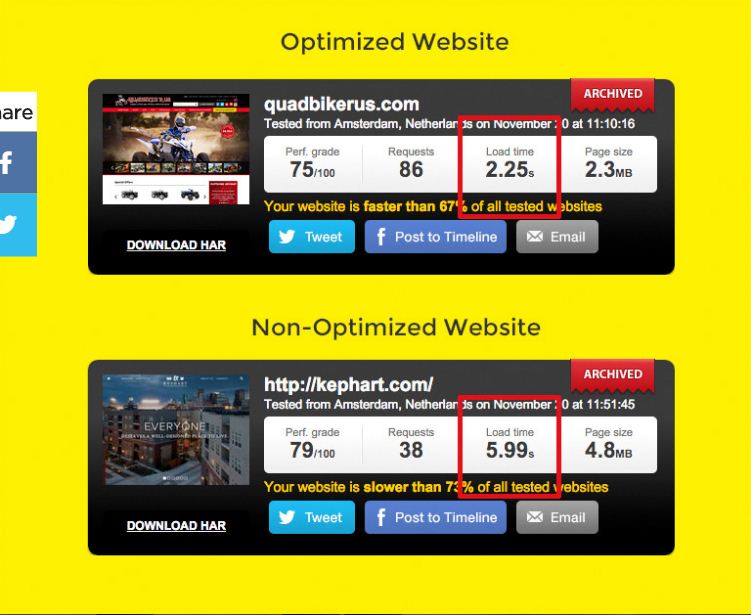 Optimized Website
are
ARCHIVED
quadbikerus.com
Tested from Amsterdam, Netherlands on November 20 at 11:10:16
Perf. grade
75/100
Requests
86
Load time
2.25s
Page size
2.3MB
Your website is faster than 67% of all tested websites
DOWNLOAD HAR
Tweet
Post to Timeline
Email
Non-Optimized Website
ARCHIVED
http://kephart.com/
Tested from Amsterdam, Netherlands on November 20 at 11:51:45
EVERYONE
DESERVES A WELL-DESIGNED PLACE TO LIVE
Perf. grade
79/100
Requests
38
Load time
5.99s
Page size
4.8MB
Your website is slower than 73% of all tested websites
DOWNLOAD HAR
Tweet
Post to Timeline
Email